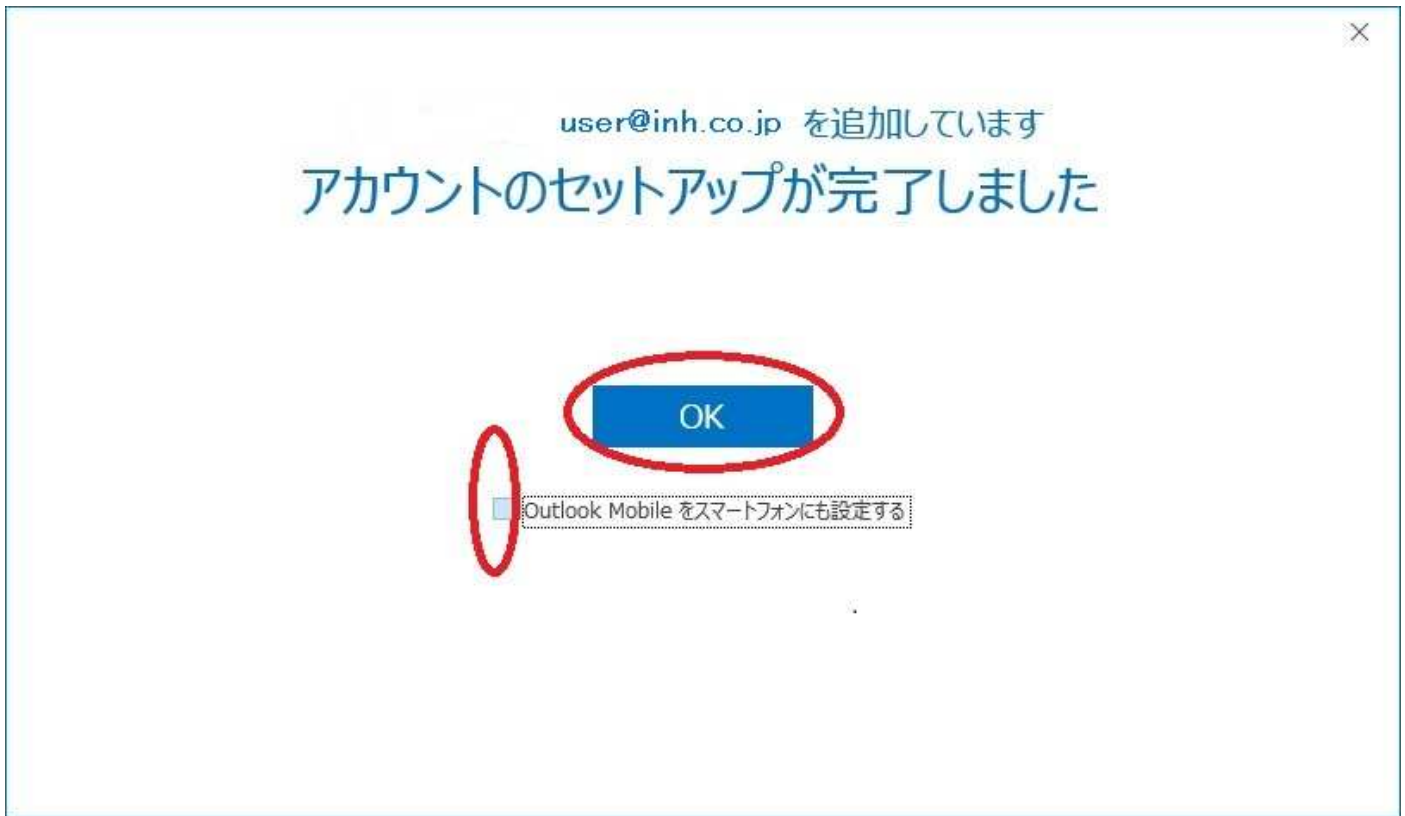 user@inh.co.jp を追加しています
アカウントのセットアップが完了しました
OK
Outlook Mobile をスマートフォンにも設定する